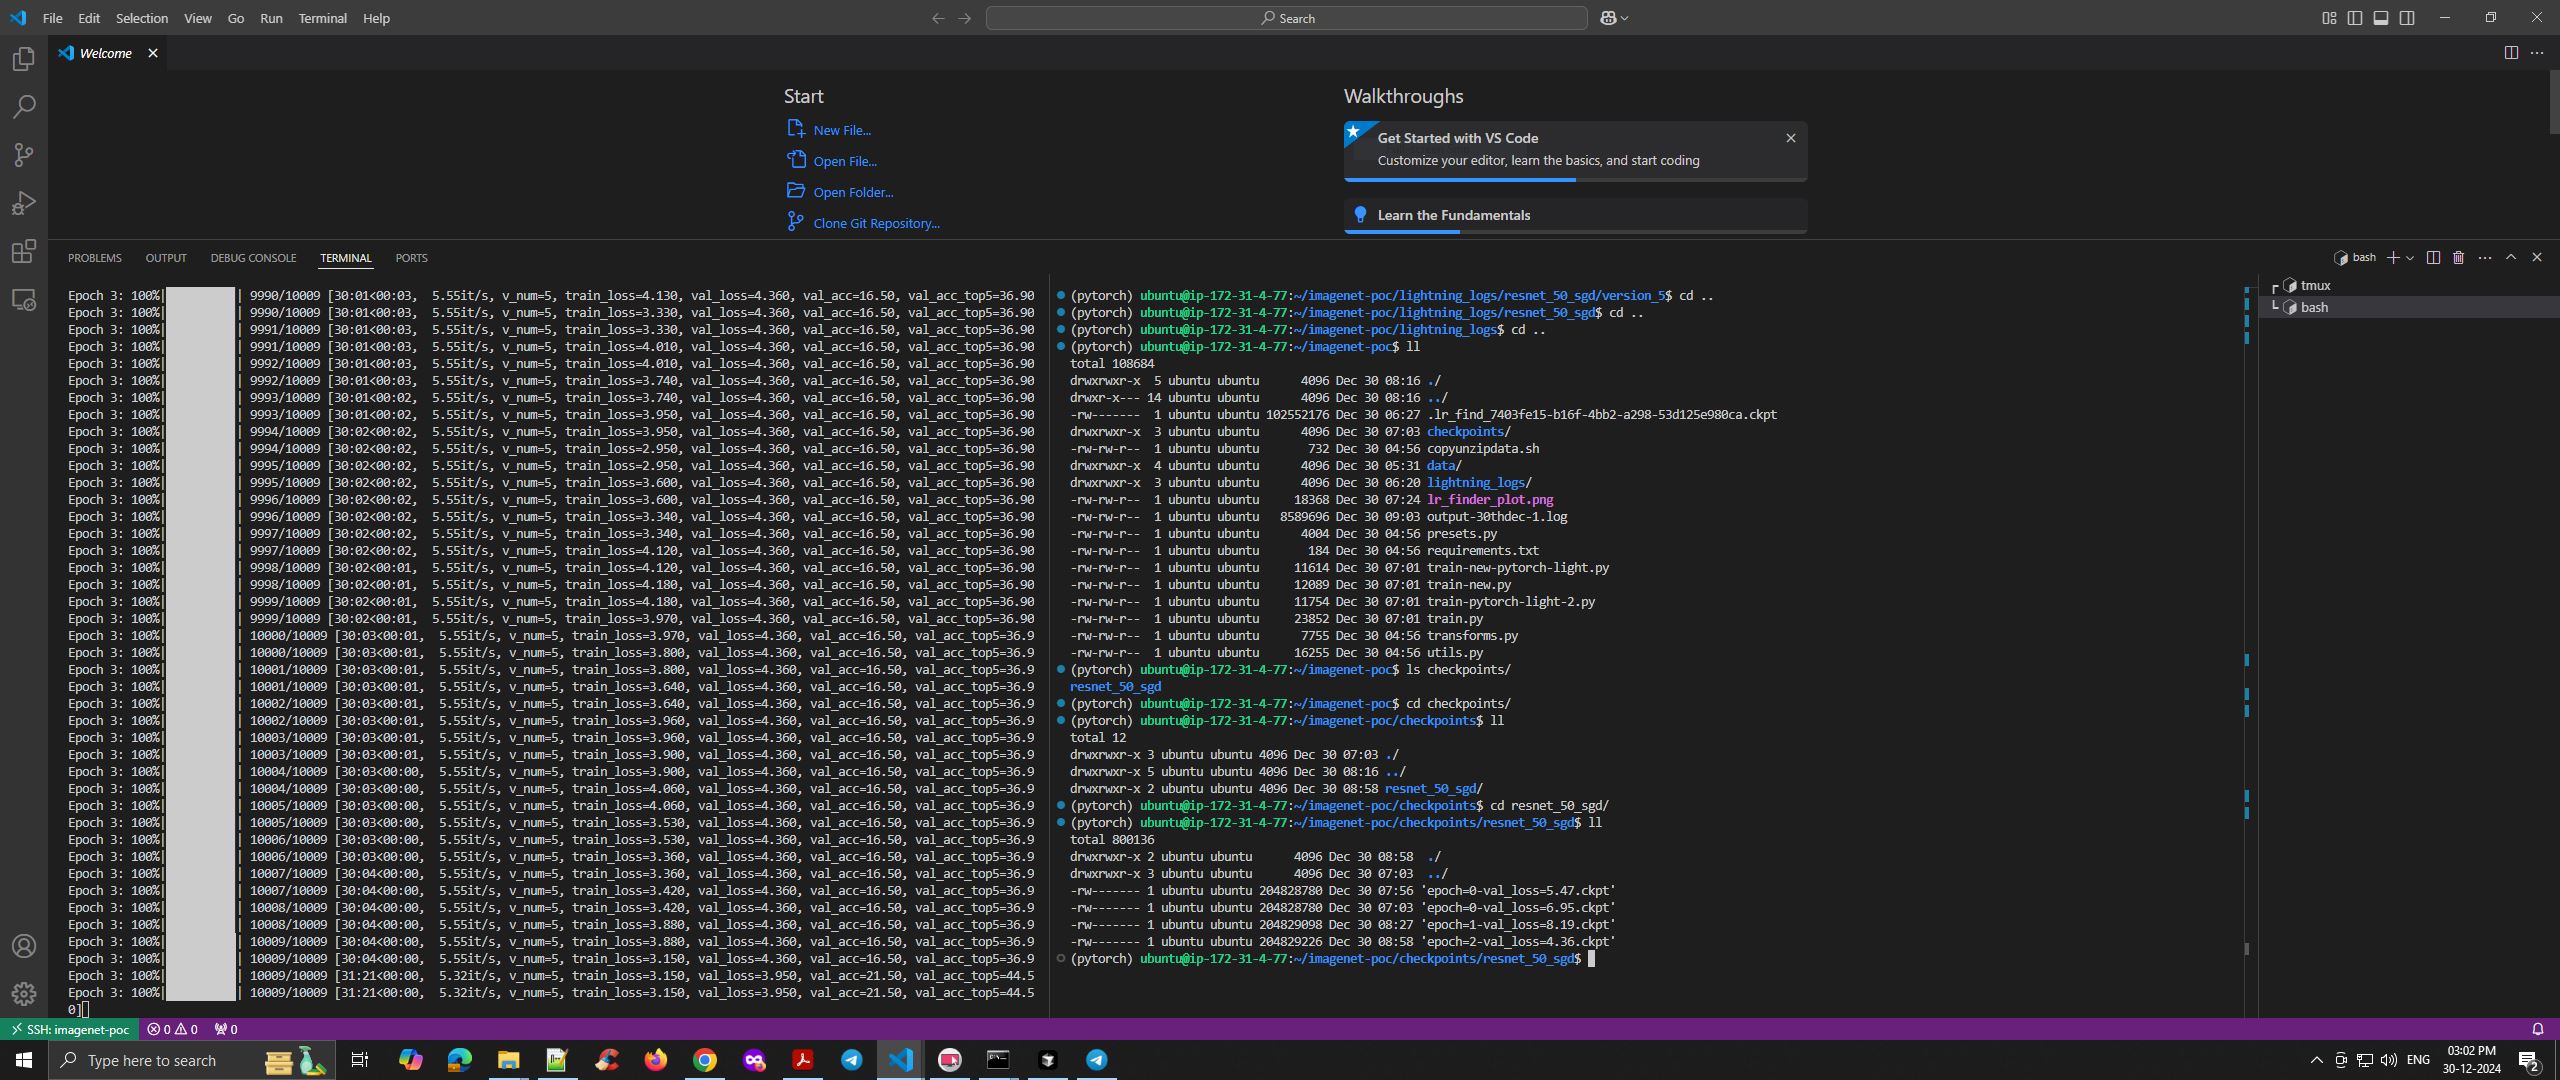 File Edit Selection View Go Run Terminal Help
Search
Welcome
Start
New File...
Open File...
Open Folder...
Clone Git Repository...
Walkthroughs
Get Started with VS Code
Customize your editor, learn the basics, and start coding
Learn the Fundamentals
PROBLEMS OUTPUT DEBUG CONSOLE TERMINAL PORTS
bash
Epoch 3: 100%| | 9990/10009 [30:01<00:03, 5.55it/s, v_num=5, train_loss=4.130, val_loss=4.360, val_acc=16.50, val_acc_top5=36.90
Epoch 3: 100%| | 9990/10009 [30:01<00:03, 5.55it/s, v_num=5, train_loss=3.330, val_loss=4.360, val_acc=16.50, val_acc_top5=36.90
Epoch 3: 100%| | 9991/10009 [30:01<00:03, 5.55it/s, v_num=5, train_loss=3.330, val_loss=4.360, val_acc=16.50, val_acc_top5=36.90
Epoch 3: 100%| | 9991/10009 [30:01<00:03, 5.55it/s, v_num=5, train_loss=4.010, val_loss=4.360, val_acc=16.50, val_acc_top5=36.90
Epoch 3: 100%| | 9992/10009 [30:01<00:03, 5.55it/s, v_num=5, train_loss=4.010, val_loss=4.360, val_acc=16.50, val_acc_top5=36.90
Epoch 3: 100%| | 9992/10009 [30:01<00:03, 5.55it/s, v_num=5, train_loss=3.740, val_loss=4.360, val_acc=16.50, val_acc_top5=36.90
Epoch 3: 100%| | 9993/10009 [30:01<00:02, 5.55it/s, v_num=5, train_loss=3.740, val_loss=4.360, val_acc=16.50, val_acc_top5=36.90
Epoch 3: 100%| | 9993/10009 [30:01<00:02, 5.55it/s, v_num=5, train_loss=3.950, val_loss=4.360, val_acc=16.50, val_acc_top5=36.90
Epoch 3: 100%| | 9994/10009 [30:02<00:02, 5.55it/s, v_num=5, train_loss=3.950, val_loss=4.360, val_acc=16.50, val_acc_top5=36.90
Epoch 3: 100%| | 9994/10009 [30:02<00:02, 5.55it/s, v_num=5, train_loss=2.950, val_loss=4.360, val_acc=16.50, val_acc_top5=36.90
Epoch 3: 100%| | 9995/10009 [30:02<00:02, 5.55it/s, v_num=5, train_loss=2.950, val_loss=4.360, val_acc=16.50, val_acc_top5=36.90
Epoch 3: 100%| | 9995/10009 [30:02<00:02, 5.55it/s, v_num=5, train_loss=3.600, val_loss=4.360, val_acc=16.50, val_acc_top5=36.90
Epoch 3: 100%| | 9996/10009 [30:02<00:02, 5.55it/s, v_num=5, train_loss=3.600, val_loss=4.360, val_acc=16.50, val_acc_top5=36.90
Epoch 3: 100%| | 9996/10009 [30:02<00:02, 5.55it/s, v_num=5, train_loss=3.340, val_loss=4.360, val_acc=16.50, val_acc_top5=36.90
Epoch 3: 100%| | 9997/10009 [30:02<00:02, 5.55it/s, v_num=5, train_loss=3.340, val_loss=4.360, val_acc=16.50, val_acc_top5=36.90
Epoch 3: 100%| | 9997/10009 [30:02<00:02, 5.55it/s, v_num=5, train_loss=4.120, val_loss=4.360, val_acc=16.50, val_acc_top5=36.90
Epoch 3: 100%| | 9998/10009 [30:02<00:01, 5.55it/s, v_num=5, train_loss=4.120, val_loss=4.360, val_acc=16.50, val_acc_top5=36.90
Epoch 3: 100%| | 9998/10009 [30:02<00:01, 5.55it/s, v_num=5, train_loss=4.180, val_loss=4.360, val_acc=16.50, val_acc_top5=36.90
Epoch 3: 100%| | 9999/10009 [30:02<00:01, 5.55it/s, v_num=5, train_loss=4.180, val_loss=4.360, val_acc=16.50, val_acc_top5=36.90
Epoch 3: 100%| | 9999/10009 [30:02<00:01, 5.55it/s, v_num=5, train_loss=3.970, val_loss=4.360, val_acc=16.50, val_acc_top5=36.90
Epoch 3: 100%| | 10000/10009 [30:03<00:01, 5.55it/s, v_num=5, train_loss=3.970, val_loss=4.360, val_acc=16.50, val_acc_top5=36.9
Epoch 3: 100%| | 10000/10009 [30:03<00:01, 5.55it/s, v_num=5, train_loss=3.800, val_loss=4.360, val_acc=16.50, val_acc_top5=36.9
Epoch 3: 100%| | 10001/10009 [30:03<00:01, 5.55it/s, v_num=5, train_loss=3.800, val_loss=4.360, val_acc=16.50, val_acc_top5=36.9
Epoch 3: 100%| | 10001/10009 [30:03<00:01, 5.55it/s, v_num=5, train_loss=3.640, val_loss=4.360, val_acc=16.50, val_acc_top5=36.9
Epoch 3: 100%| | 10002/10009 [30:03<00:01, 5.55it/s, v_num=5, train_loss=3.640, val_loss=4.360, val_acc=16.50, val_acc_top5=36.9
Epoch 3: 100%| | 10002/10009 [30:03<00:01, 5.55it/s, v_num=5, train_loss=3.960, val_loss=4.360, val_acc=16.50, val_acc_top5=36.9
Epoch 3: 100%| | 10003/10009 [30:03<00:01, 5.55it/s, v_num=5, train_loss=3.960, val_loss=4.360, val_acc=16.50, val_acc_top5=36.9
Epoch 3: 100%| | 10003/10009 [30:03<00:01, 5.55it/s, v_num=5, train_loss=3.900, val_loss=4.360, val_acc=16.50, val_acc_top5=36.9
Epoch 3: 100%| | 10004/10009 [30:03<00:00, 5.55it/s, v_num=5, train_loss=3.900, val_loss=4.360, val_acc=16.50, val_acc_top5=36.9
Epoch 3: 100%| | 10004/10009 [30:03<00:00, 5.55it/s, v_num=5, train_loss=4.060, val_loss=4.360, val_acc=16.50, val_acc_top5=36.9
Epoch 3: 100%| | 10005/10009 [30:03<00:00, 5.55it/s, v_num=5, train_loss=4.060, val_loss=4.360, val_acc=16.50, val_acc_top5=36.9
Epoch 3: 100%| | 10005/10009 [30:03<00:00, 5.55it/s, v_num=5, train_loss=3.530, val_loss=4.360, val_acc=16.50, val_acc_top5=36.9
Epoch 3: 100%| | 10006/10009 [30:03<00:00, 5.55it/s, v_num=5, train_loss=3.530, val_loss=4.360, val_acc=16.50, val_acc_top5=36.9
Epoch 3: 100%| | 10006/10009 [30:03<00:00, 5.55it/s, v_num=5, train_loss=3.360, val_loss=4.360, val_acc=16.50, val_acc_top5=36.9
Epoch 3: 100%| | 10007/10009 [30:04<00:00, 5.55it/s, v_num=5, train_loss=3.360, val_loss=4.360, val_acc=16.50, val_acc_top5=36.9
Epoch 3: 100%| | 10007/10009 [30:04<00:00, 5.55it/s, v_num=5, train_loss=3.420, val_loss=4.360, val_acc=16.50, val_acc_top5=36.9
Epoch 3: 100%| | 10008/10009 [30:04<00:00, 5.55it/s, v_num=5, train_loss=3.420, val_loss=4.360, val_acc=16.50, val_acc_top5=36.9
Epoch 3: 100%| | 10008/10009 [30:04<00:00, 5.55it/s, v_num=5, train_loss=3.880, val_loss=4.360, val_acc=16.50, val_acc_top5=36.9
Epoch 3: 100%| | 10009/10009 [30:04<00:00, 5.55it/s, v_num=5, train_loss=3.880, val_loss=4.360, val_acc=16.50, val_acc_top5=36.9
Epoch 3: 100%| | 10009/10009 [30:04<00:00, 5.55it/s, v_num=5, train_loss=3.150, val_loss=4.360, val_acc=16.50, val_acc_top5=36.9
Epoch 3: 100%| | 10009/10009 [31:21<00:00, 5.32it/s, v_num=5, train_loss=3.150, val_loss=3.950, val_acc=21.50, val_acc_top5=44.5
Epoch 3: 100%| | 10009/10009 [31:21<00:00, 5.32it/s, v_num=5, train_loss=3.150, val_loss=3.950, val_acc=21.50, val_acc_top5=44.5
0]
(pytorch) ubuntu@ip-172-31-4-77:~/imagenet-poc/lightning_logs/resnet_50_sgd/version_5$ cd ..
(pytorch) ubuntu@ip-172-31-4-77:~/imagenet-poc/lightning_logs/resnet_50_sgd$ cd ..
(pytorch) ubuntu@ip-172-31-4-77:~/imagenet-poc/lightning_logs$ cd ..
(pytorch) ubuntu@ip-172-31-4-77:~/imagenet-poc$ ll
total 108684
drwxrwxr-x 5 ubuntu ubuntu 4096 Dec 30 08:16 ./
drwxr-x--- 14 ubuntu ubuntu 4096 Dec 30 08:16 ../
-rw------- 1 ubuntu ubuntu 102552176 Dec 30 06:27 .lr_find_7403fe15-b16f-4bb2-a298-53d125e980ca.ckpt
drwxrwxr-x 3 ubuntu ubuntu 4096 Dec 30 07:03 checkpoints/
-rw-rw-r-- 1 ubuntu ubuntu 732 Dec 30 04:56 copyunzipdata.sh
drwxrwxr-x 4 ubuntu ubuntu 4096 Dec 30 05:31 data/
drwxrwxr-x 3 ubuntu ubuntu 4096 Dec 30 06:20 lightning_logs/
-rw-rw-r-- 1 ubuntu ubuntu 18368 Dec 30 07:24 lr_finder_plot.png
-rw-rw-r-- 1 ubuntu ubuntu 8589696 Dec 30 09:03 output-30thdec-1.log
-rw-rw-r-- 1 ubuntu ubuntu 4004 Dec 30 04:56 presets.py
-rw-rw-r-- 1 ubuntu ubuntu 184 Dec 30 04:56 requirements.txt
-rw-rw-r-- 1 ubuntu ubuntu 11614 Dec 30 07:01 train-new-pytorch-light.py
-rw-rw-r-- 1 ubuntu ubuntu 12089 Dec 30 07:01 train-new.py
-rw-rw-r-- 1 ubuntu ubuntu 11754 Dec 30 07:01 train-pytorch-light-2.py
-rw-rw-r-- 1 ubuntu ubuntu 23852 Dec 30 07:01 train.py
-rw-rw-r-- 1 ubuntu ubuntu 7755 Dec 30 04:56 transforms.py
-rw-rw-r-- 1 ubuntu ubuntu 16255 Dec 30 04:56 utils.py
(pytorch) ubuntu@ip-172-31-4-77:~/imagenet-poc$ ls checkpoints/
resnet_50_sgd
(pytorch) ubuntu@ip-172-31-4-77:~/imagenet-poc$ cd checkpoints/
(pytorch) ubuntu@ip-172-31-4-77:~/imagenet-poc/checkpoints$ ll
total 12
drwxrwxr-x 3 ubuntu ubuntu 4096 Dec 30 07:03 ./
drwxrwxr-x 5 ubuntu ubuntu 4096 Dec 30 08:16 ../
drwxrwxr-x 2 ubuntu ubuntu 4096 Dec 30 08:58 resnet_50_sgd/
(pytorch) ubuntu@ip-172-31-4-77:~/imagenet-poc/checkpoints$ cd resnet_50_sgd/
(pytorch) ubuntu@ip-172-31-4-77:~/imagenet-poc/checkpoints/resnet_50_sgd$ ll
total 800136
drwxrwxr-x 2 ubuntu ubuntu 4096 Dec 30 08:58 ./
drwxrwxr-x 3 ubuntu ubuntu 4096 Dec 30 07:03 ../
-rw------- 1 ubuntu ubuntu 204828780 Dec 30 07:56 'epoch=0-val_loss=5.47.ckpt'
-rw------- 1 ubuntu ubuntu 204828780 Dec 30 07:03 'epoch=0-val_loss=6.95.ckpt'
-rw------- 1 ubuntu ubuntu 204829098 Dec 30 08:27 'epoch=1-val_loss=8.19.ckpt'
-rw------- 1 ubuntu ubuntu 204829226 Dec 30 08:58 'epoch=2-val_loss=4.36.ckpt'
(pytorch) ubuntu@ip-172-31-4-77:~/imagenet-poc/checkpoints/resnet_50_sgd$
tmux
bash
SSH: imagenet-poc 0 0 0
Type here to search
ENG
03:02 PM
30-12-2024
2